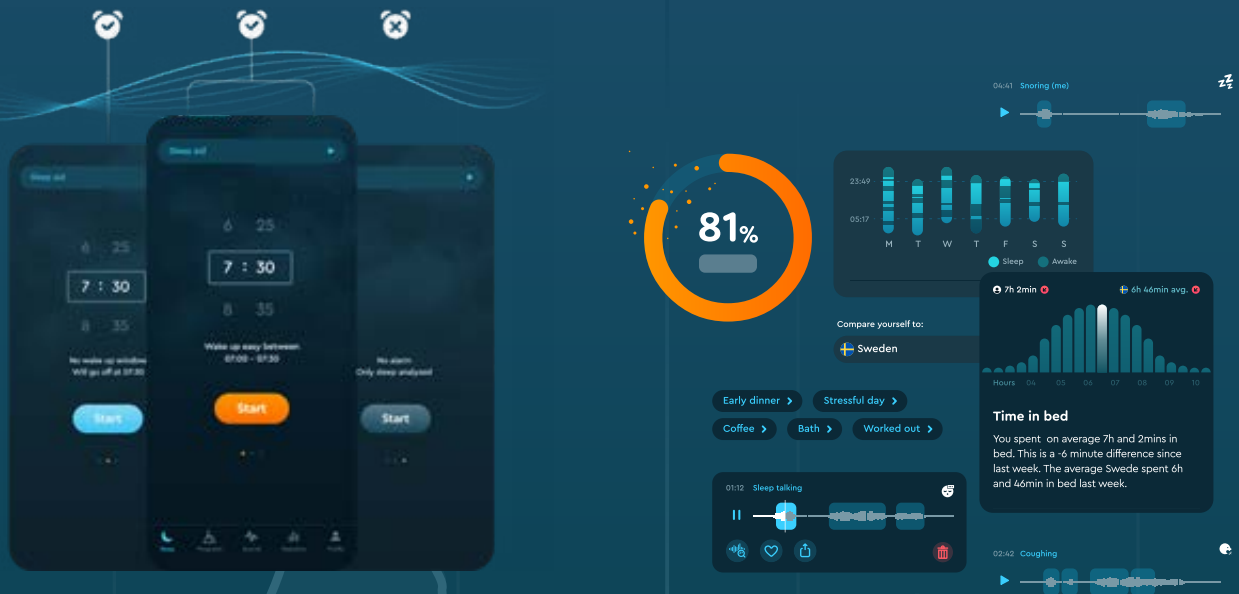 Sleep aid
6 25
7 : 30
8 35
No wake up window
Will go off at 07:30
Start
6 25
7 : 30
8 35
Wake up easy between
07:00 - 07:30
Start
No alarm
Only sleep analysed
Start
81%
04:41 Snoring (me)
23:49
05:17
M T W T F S S
Sleep Awake
7h 2min
6h 46min avg.
Hours 04 05 06 07 08 09 10
Time in bed
You spent on average 7h and 2mins in
bed. This is a -6 minute difference since
last week. The average Swede spent 6h
and 46min in bed last week.
Compare yourself to:
Sweden
Early dinner
Stressful day
Coffee
Bath
Worked out
01:12 Sleep talking
02:42 Coughing